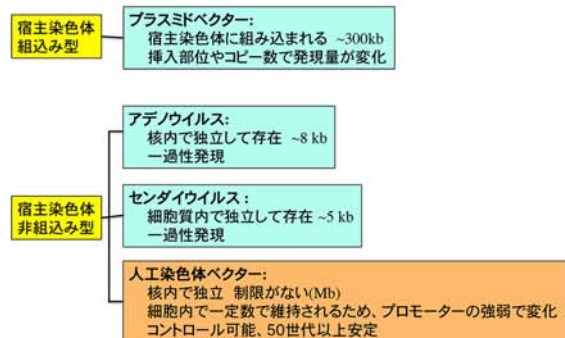 宿主染色体
組込み型
プラスミドベクター:
宿主染色体に組み込まれる ~300kb
挿入部位やコピー数で発現量が変化
アデノウイルス:
核内で独立して存在 ~8 kb
一過性発現
宿主染色体
非組込み型
センダイウイルス:
細胞質内で独立して存在 ~5 kb
一過性発現
人工染色体ベクター:
核内で独立 制限がない(Mb)
細胞内で一定数で維持されるため、プロモーターの強弱で変化
コントロール可能、50世代以上安定